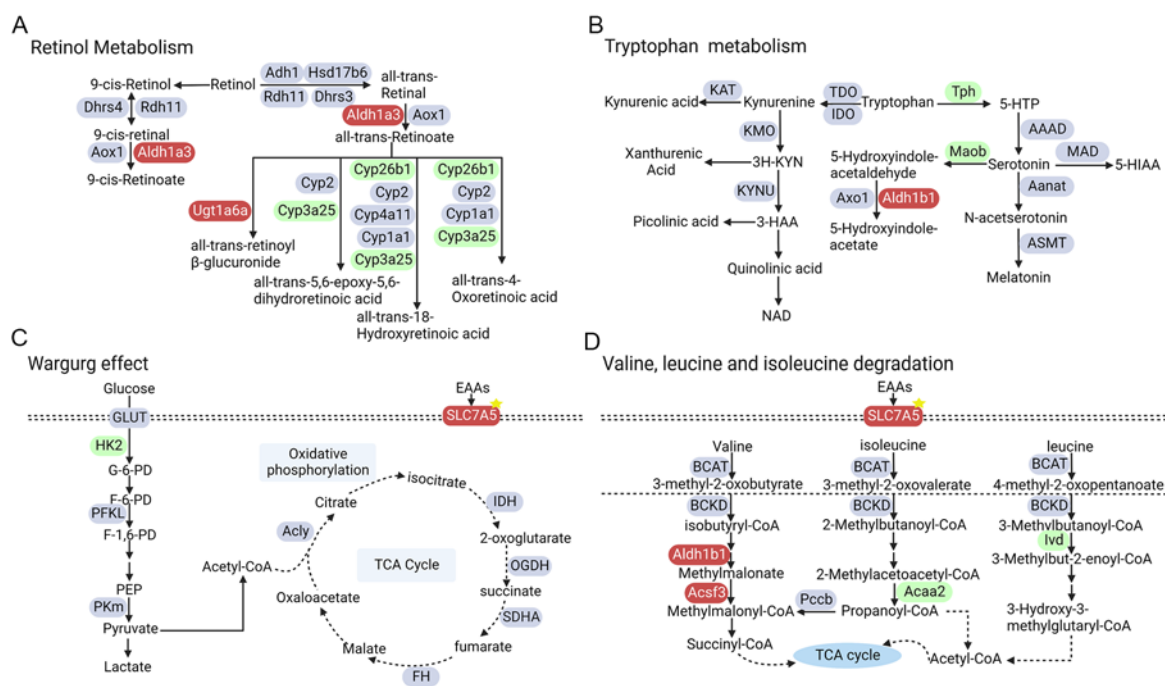 A
Retinol Metabolism
9-cis-Retinol
Retinol
Adh1
Hsd17b6
Rdh11
Dhrs3
all-trans-
Retinal
Dhrs4
Rdh11
9-cis-retinal
Aox1
Aldh1a3
9-cis-Retinoate
Aldh1a3
Aox1
all-trans-Retinoate
Ugt1a6a
Cyp2
Cyp3a25
Cyp26b1
Cyp2
Cyp4a11
Cyp1a1
Cyp3a25
Cyp26b1
Cyp2
Cyp1a1
Cyp3a25
all-trans-retinoyl
β-glucuronide
all-trans-5,6-epoxy-5,6-
dihydroretinoic acid
all-trans-18-
Hydroxyretinoic acid
all-trans-4-
Oxoretinoic acid
B
Tryptophan metabolism
Kynurenic acid
KAT
Kynurenine
TDO
IDO
Tryptophan
Tph
5-HTP
KMO
AAAD
Xanthurenic
Acid
3H-KYN
5-Hydroxyindole-
acetaldehyde
Maob
Serotonin
MAD
5-HIAA
KYNU
Axo1
Aldh1b1
Aanat
Picolinic acid
3-HAA
5-Hydroxyindole-
acetate
N-acetserotonin
ASMT
Quinolinic acid
Melatonin
NAD
C
Wargurg effect
Glucose
GLUT
HK2
G-6-PD
F-6-PD
PFKL
F-1,6-PD
PEP
PKm
Pyruvate
Lactate
EAAs
SLC7A5
Oxidative
phosphorylation
Citrate
isocitrate
IDH
Acly
2-oxoglutarate
Acetyl-CoA
TCA Cycle
OGDH
Oxaloacetate
succinate
SDHA
Malate
fumarate
FH
D
Valine, leucine and isoleucine degradation
EAAs
SLC7A5
Valine
BCAT
3-methyl-2-oxobutyrate
BCKD
isobutyryl-CoA
Aldh1b1
Methylmalonate
Acsf3
Methylmalonyl-CoA
Succinyl-CoA
isoleucine
BCAT
3-methyl-2-oxovalerate
BCKD
2-Methylbutanoyl-CoA
2-Methylacetoacetyl-CoA
Acaa2
Pccb
Propanoyl-CoA
TCA cycle
Acetyl-CoA
leucine
BCAT
4-methyl-2-oxopentanoate
BCKD
3-Methylbutanoyl-CoA
Ivd
3-Methylbut-2-enoyl-CoA
3-Hydroxy-3-
methylglutaryl-CoA